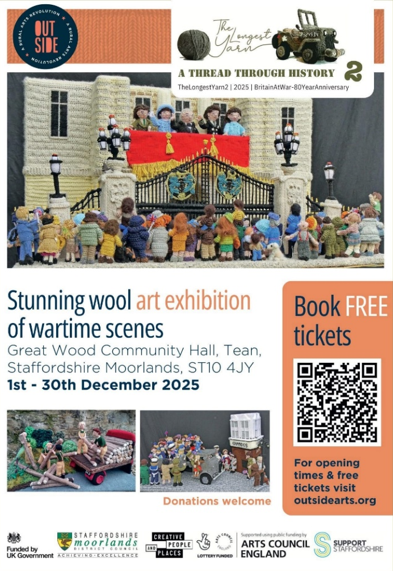 A RURAL ARTS REVOLUTION
OUT
SIDE
The
Longest
Yarn
A THREAD THROUGH HISTORY 2
TheLongestYarn2 | 2025 | BritainAtWar-80YearAnniversary
Stunning wool art exhibition
of wartime scenes
Great Wood Community Hall, Tean,
Staffordshire Moorlands, ST10 4JY
1st - 30th December 2025
Book FREE
tickets
For opening
times & free
tickets visit
outsidearts.org
Donations welcome
Funded by
UK Government
STAFFORDSHIRE
moorlands
DISTRICT COUNCIL
ACHIEVING EXCELLENCE
CREATIVE
AND PEOPLE
PLACES
LOTTERY FUNDED
Supported using public funding by
ARTS COUNCIL
ENGLAND
SUPPORT
STAFFORDSHIRE